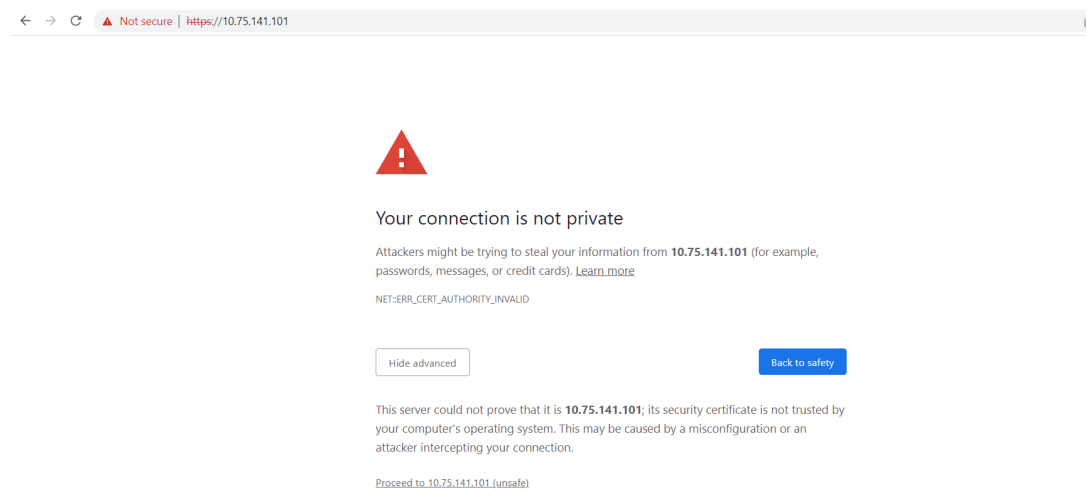 Not secure | https://10.75.141.101
Your connection is not private
Attackers might be trying to steal your information from 10.75.141.101 (for example,
passwords, messages, or credit cards). Learn more
NET::ERR_CERT_AUTHORITY_INVALID
Hide advanced
Back to safety
This server could not prove that it is 10.75.141.101; its security certificate is not trusted by
your computer's operating system. This may be caused by a misconfiguration or an
attacker intercepting your connection.
Proceed to 10.75.141.101 (unsafe)